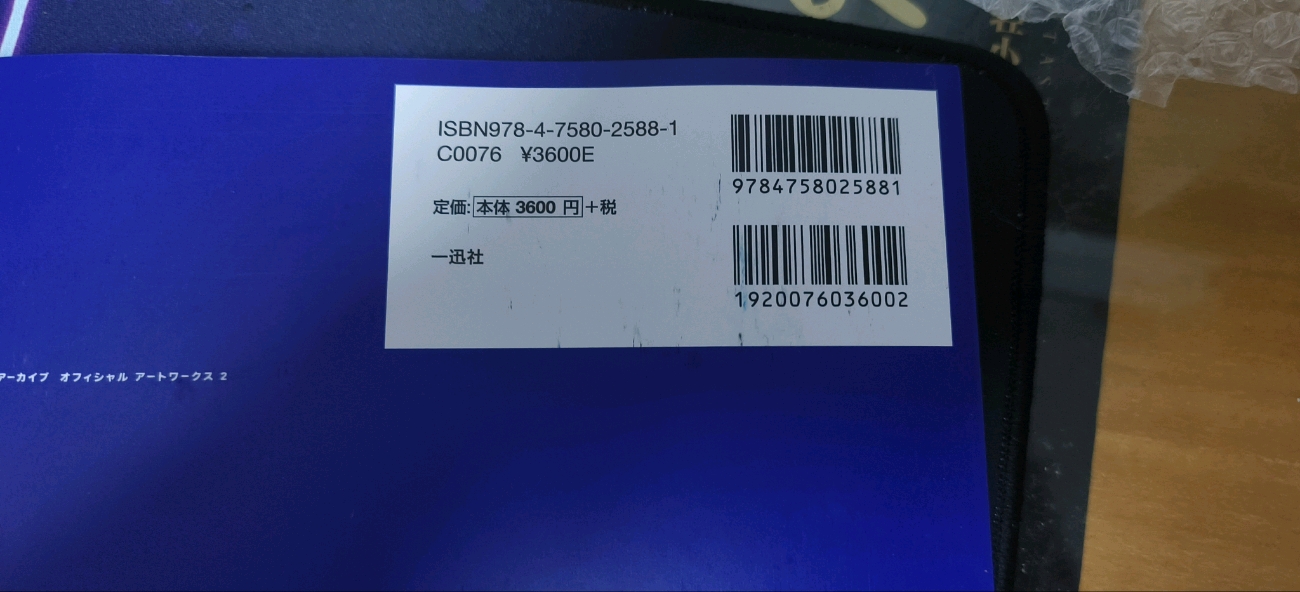 ISBN978-4-7580-2588-1
C0076 ¥3600E
定価:本体 3600 円+税
一迅社
9784758025881
1920076036002
アーカイブ オフィシャル アートワークス 2